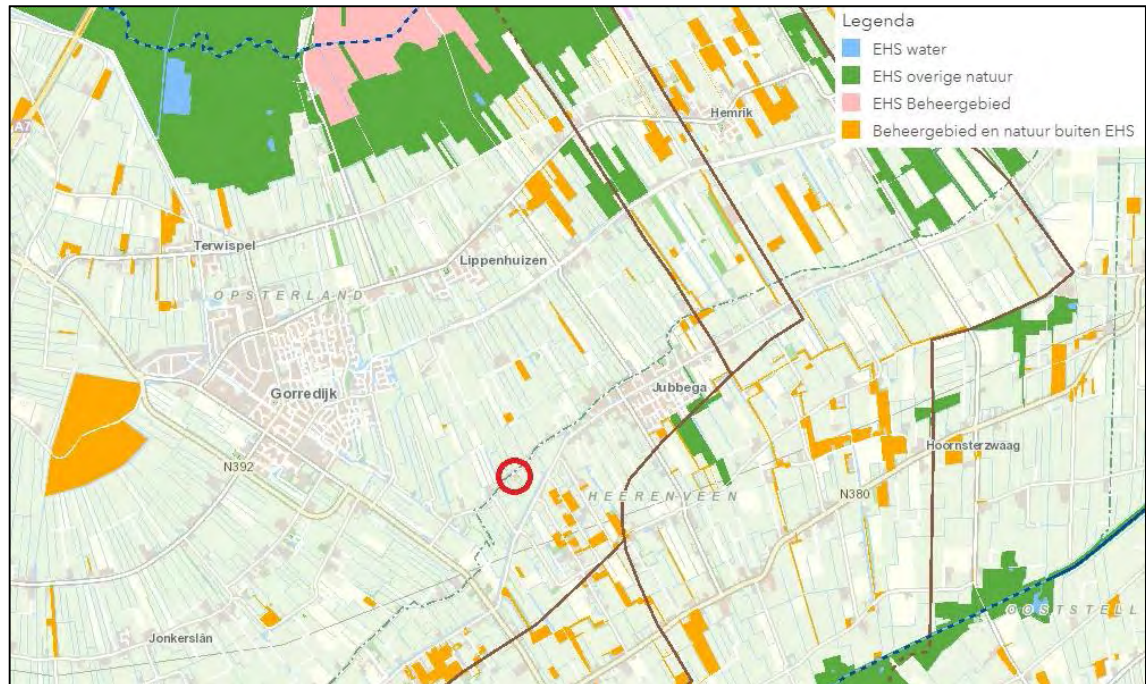 Legenda
EHS water
EHS overige natuur
EHS Beheergebied
Beheergebied en natuur buiten EHS
Hemrik
A7
Terwispel
Lippenhuizen
OPSTERLAND
Gorredijk
Jubbega
Hoornsterzwaag
N392
HEERENVEEN
N380
OOSTSTELL
Jonkerslân